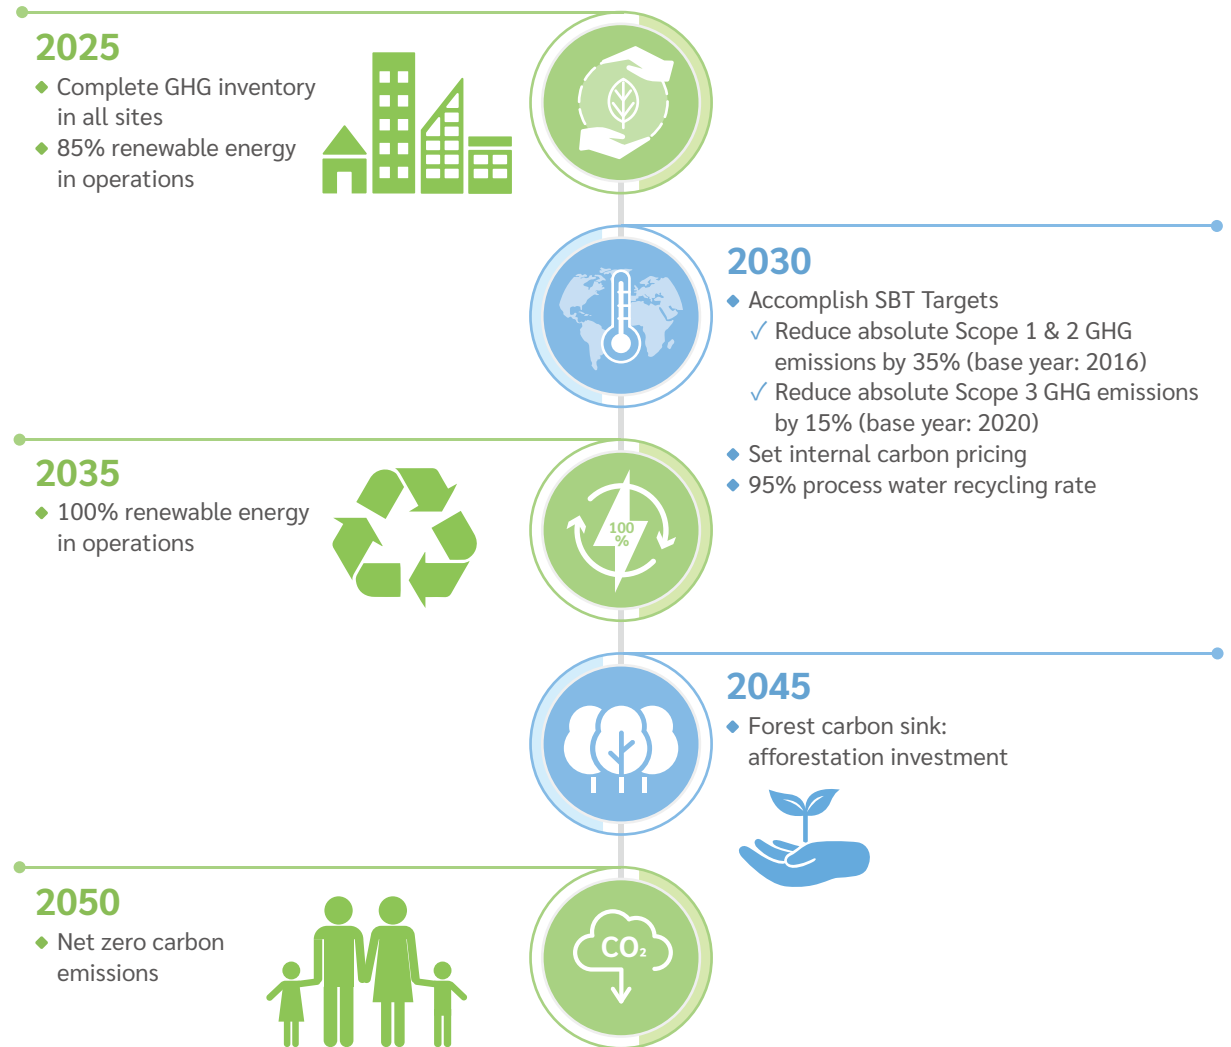 2025
◆ Complete GHG inventory
in all sites
◆ 85% renewable energy
in operations
2030
◆ Accomplish SBT Targets
✓ Reduce absolute Scope 1 & 2 GHG
emissions by 35% (base year: 2016)
✓ Reduce absolute Scope 3 GHG emissions
by 15% (base year: 2020)
◆ Set internal carbon pricing
◆ 95% process water recycling rate
2035
◆ 100% renewable energy
in operations
100
%
2045
◆ Forest carbon sink:
afforestation investment
2050
◆ Net zero carbon
emissions
CO₂